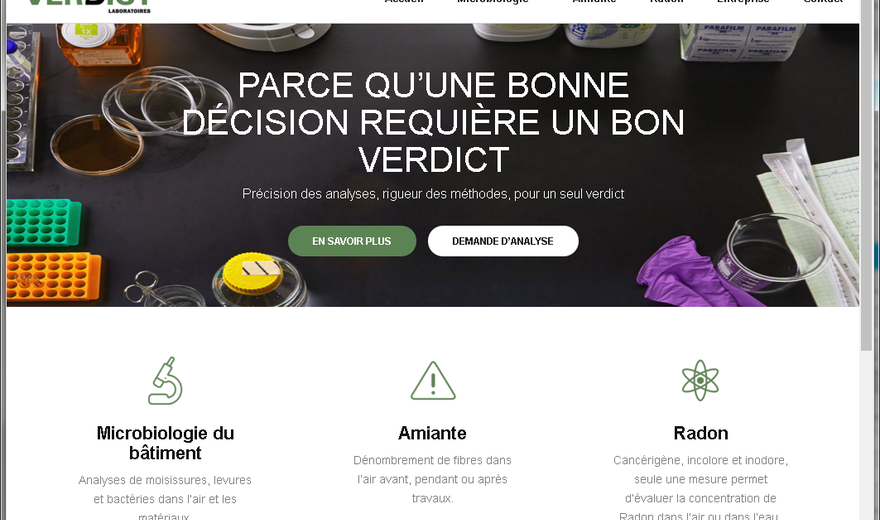 VERDICT
LABORATOIRES
Accueil Microbiologie Amiante Radon Entreprise Contact
PARAFILM PARAFILM
PARCE QU'UNE BONNE
DÉCISION REQUIÈRE UN BON
VERDICT
Précision des analyses, rigueur des méthodes, pour un seul verdict
EN SAVOIR PLUS DEMANDE D'ANALYSE
Microbiologie du
bâtiment
Analyses de moisissures, levures
et bactéries dans l'air et les
matériaux.
Amiante
Dénombrement de fibres dans
l'air avant, pendant ou après
travaux.
Radon
Cancérigène, incolore et inodore,
seule une mesure permet
d'évaluer la concentration de
Radon dans l'air ou dans l'eau.